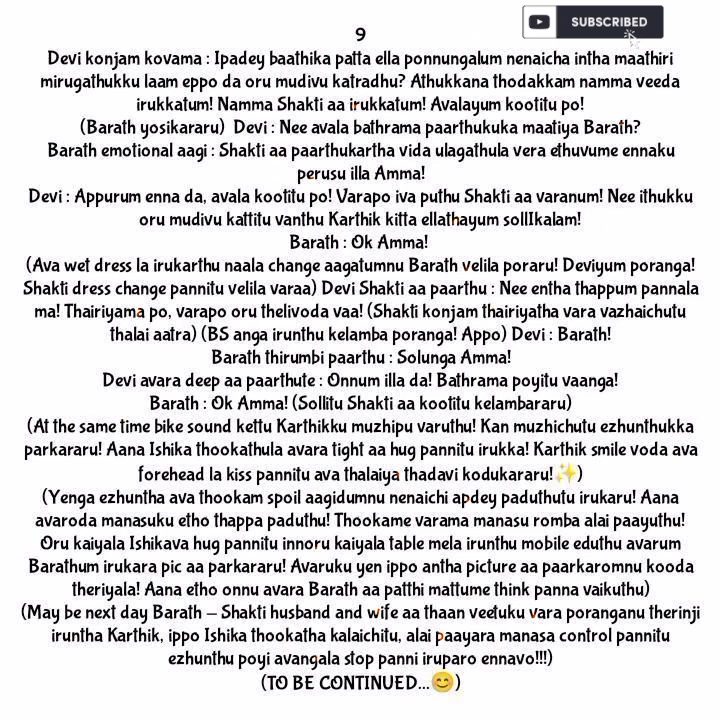 SUBSCRIBED
9
Devi konjam kovama : Ipadey baathika patta ella ponnungalum nenaicha intha maathiri
mirugathukku laam eppo da oru mudivu katradhu? Athukkana thodakkam namma veeda
irukkatum! Namma Shakti aa irukkatum! Avalayum kootitu po!
(Barath yosikararu) Devi : Nee avala bathrama paarthukuka maatiya Barath?
Barath emotional aagi : Shakti aa paarthukartha vida ulagathula vera ethuvume ennaku
perusu illa Amma!
Devi : Appurum enna da, avala kootitu po! Varapo iva puthu Shakti aa varanum! Nee ithukku
oru mudivu kattitu vanthu Karthik kitta ellathayum sollIkalam!
Barath : Ok Amma!
(Ava wet dress la irukarthu naala change aagatumnu Barath velila poraru! Deviyum poranga!
Shakti dress change pannitu velila varaa) Devi Shakti aa paarthu : Nee entha thappum pannala
ma! Thairiyama po, varapo oru thelivoda vaa! (Shakti konjam thairiyatha vara vazhaichutu
thalai aatra) (BS anga irunthu kelamba poranga! Appo) Devi : Barath!
Barath thirumbi paarthu : Solunga Amma!
Devi avara deep aa paarthute : Onnum illa da! Bathrama poyitu vaanga!
Barath : Ok Amma! (Sollitu Shakti aa kootitu kelambararu)
(At the same time bike sound kettu Karthikku muzhipu varuthu! Kan muzhichutu ezhunthukka
parkararu! Aana Ishika thookathula avara tight aa hug pannitu irukka! Karthik smile voda ava
forehead la kiss pannitu ava thalaiya thadavi kodukararu!✨)
(Yenga ezhuntha ava thookam spoil aagidumnu nenaichi apdey paduthutu irukaru! Aana
avaroda manasuku etho thappa paduthu! Thookame varama manasu romba alai paayuthu!
Oru kaiyala Ishikava hug pannitu innoru kaiyala table mela irunthu mobile eduthu avarum
Barathum irukara pic aa parkararu! Avaruku yen ippo antha picture aa paarkaromnu kooda
theriyala! Aana etho onnu avara Barath aa patthi mattume think panna vaikuthu)
(May be next day Barath – Shakti husband and wife aa thaan veetuku vara poranganu therinji
iruntha Karthik, ippo Ishika thookatha kalaichitu, alai paayara manasa control pannitu
ezhunthu poyi avangala stop panni iruparo ennavo!!!)
(TO BE CONTINUED...😊)